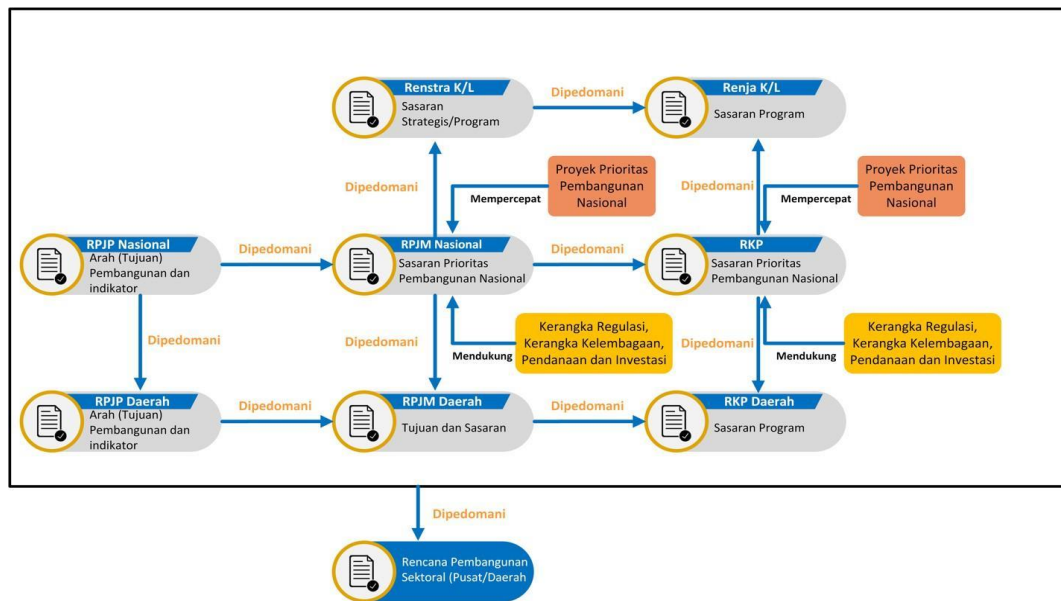 Renstra K/L
Sasaran
Strategis/Program
Dipedomani
Renja K/L
Sasaran Program
Dipedomani
Mempercepat
Proyek Prioritas
Pembangunan
Nasional
Dipedomani
Mempercepat
Proyek Prioritas
Pembangunan
Nasional
RPJP Nasional
Arah (Tujuan)
Pembangunan dan
indikator
Dipedomani
RPJM Nasional
Sasaran Prioritas
Pembangunan Nasional
Dipedomani
RKP
Sasaran Prioritas
Pembangunan Nasional
Dipedomani
Dipedomani
Mendukung
Kerangka Regulasi,
Kerangka Kelembagaan,
Pendanaan dan Investasi
Dipedomani
Mendukung
Kerangka Regulasi,
Kerangka Kelembagaan,
Pendanaan dan Investasi
RPJP Daerah
Arah (Tujuan)
Pembangunan dan
indikator
Dipedomani
RPJM Daerah
Tujuan dan Sasaran
Dipedomani
RKP Daerah
Sasaran Program
Dipedomani
Rencana Pembangunan
Sektoral (Pusat/Daerah